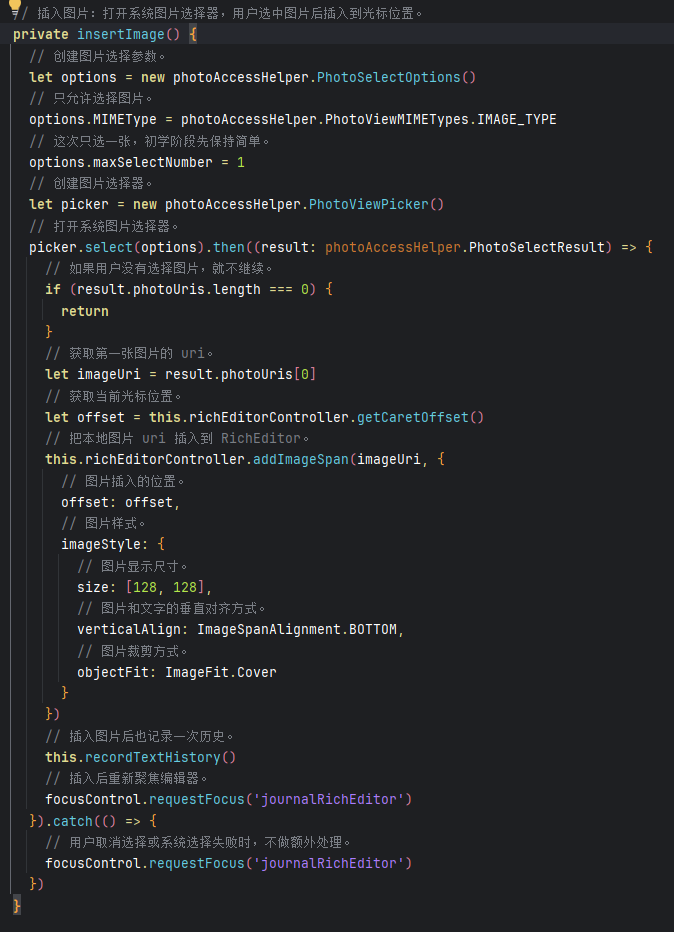 // 插入图片：打开系统图片选择器，用户选中图片后插入到光标位置。
private insertImage() {
  // 创建图片选择参数。
  let options = new photoAccessHelper.PhotoSelectOptions()
  // 只允许选择图片。
  options.MIMEType = photoAccessHelper.PhotoViewMIMETypes.IMAGE_TYPE
  // 这次只选一张，初学阶段先保持简单。
  options.maxSelectNumber = 1
  // 创建图片选择器。
  let picker = new photoAccessHelper.PhotoViewPicker()
  // 打开系统图片选择器。
  picker.select(options).then((result: photoAccessHelper.PhotoSelectResult) => {
    // 如果用户没有选择图片，就不继续。
    if (result.photoUris.length === 0) {
      return
    }
    // 获取第一张图片的 uri。
    let imageUri = result.photoUris[0]
    // 获取当前光标位置。
    let offset = this.richEditorController.getCaretOffset()
    // 把本地图片 uri 插入到 RichEditor。
    this.richEditorController.addImageSpan(imageUri, {
      // 图片插入的位置。
      offset: offset,
      // 图片样式。
      imageStyle: {
        // 图片显示尺寸。
        size: [128, 128],
        // 图片和文字的垂直对齐方式。
        verticalAlign: ImageSpanAlignment.BOTTOM,
        // 图片裁剪方式。
        objectFit: ImageFit.Cover
      }
    })
    // 插入图片后也记录一次历史。
    this.recordTextHistory()
    // 插入后重新聚焦编辑器。
    focusControl.requestFocus('journalRichEditor')
  }).catch(() => {
    // 用户取消选择或系统选择失败时，不做额外处理。
    focusControl.requestFocus('journalRichEditor')
  })
}